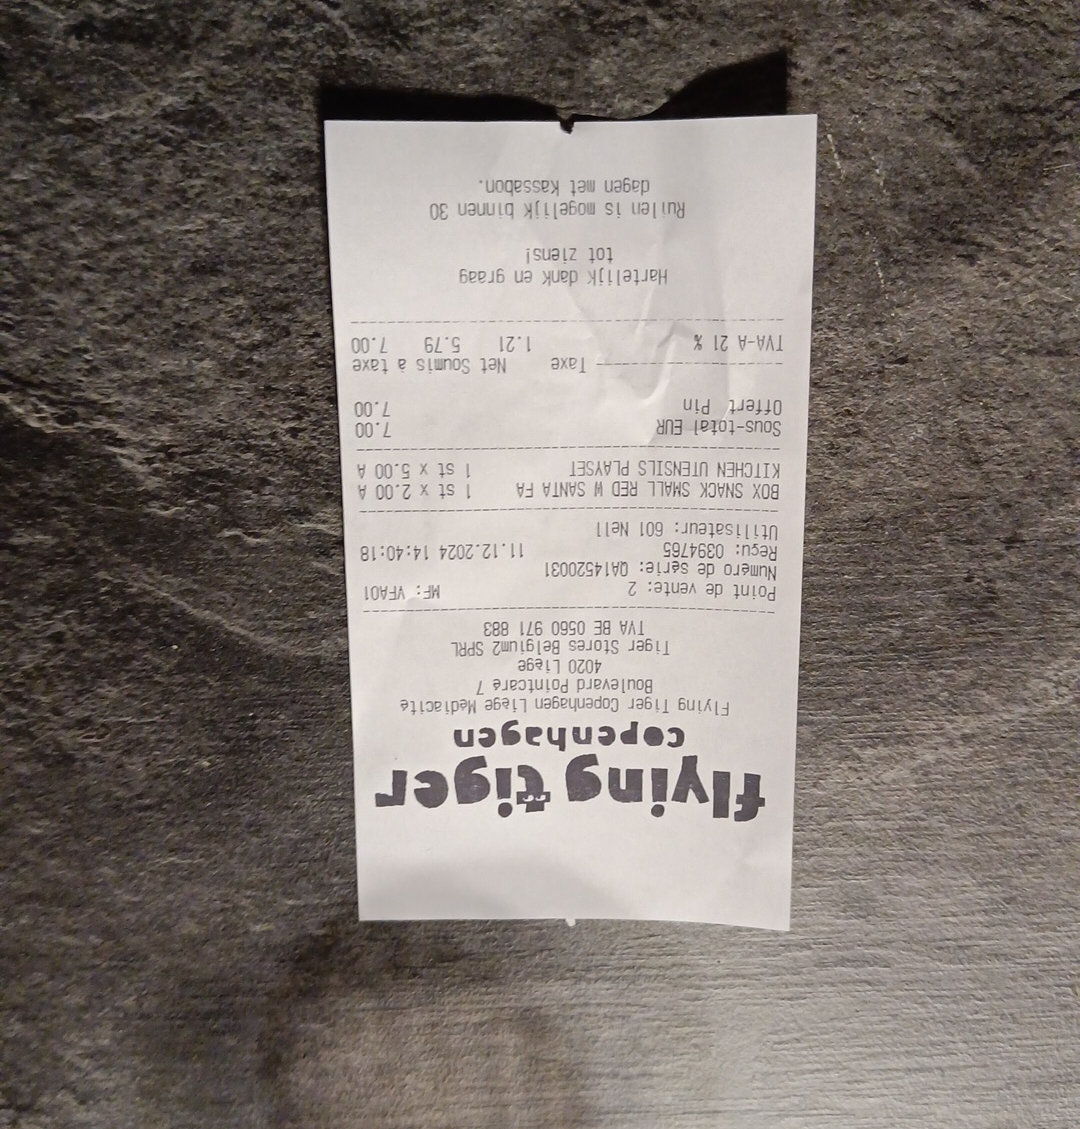 flying tiger
copenhagen
Flying Tiger Copenhagen Liege Mediacite
Boulevard Pointcare 7
4020 Liege
Tiger Stores Belgium2 SPRL
TVA BE 0560 971 883
Point de vente: 2 MF: VFA01
Numéro de série: QA14520031
Reçu: 0394765 11.12.2024 14:40:18
Utilisateur: 601 Nell
BOX SNACK SMALL RED W SANTA FA 1 st x 2.00 A
KITCHEN UTENSILS PLAYSET 1 st x 5.00 A
Sous-total EUR 7.00
Offert Pin 7.00
Taxe Net Soumis à taxe
TVA-A 21 % 1.21 5.79 7.00
Hartelijk dank en graag
tot ziens!
Ruilen is mogelijk binnen 30
dagen met Kassabon.